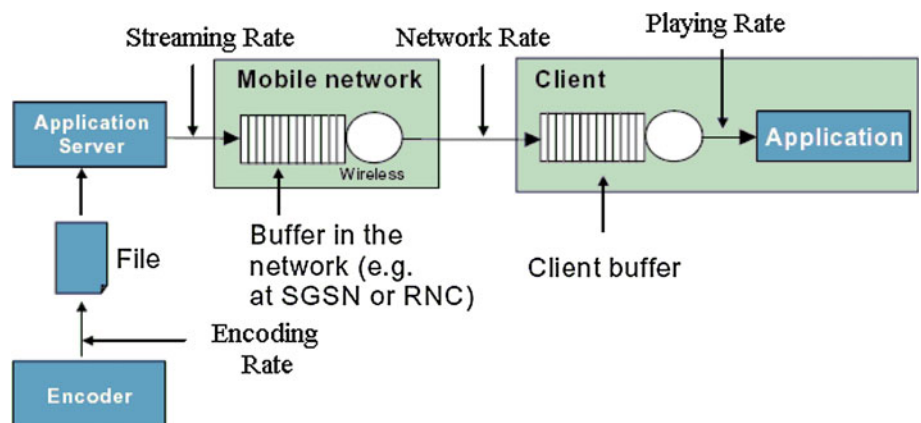 Streaming Rate
Network Rate
Playing Rate
Mobile network
Client
Application
Server
Wireless
Application
File
Buffer in the
network (e.g.
at SGSN or RNC)
Client buffer
Encoding
Rate
Encoder